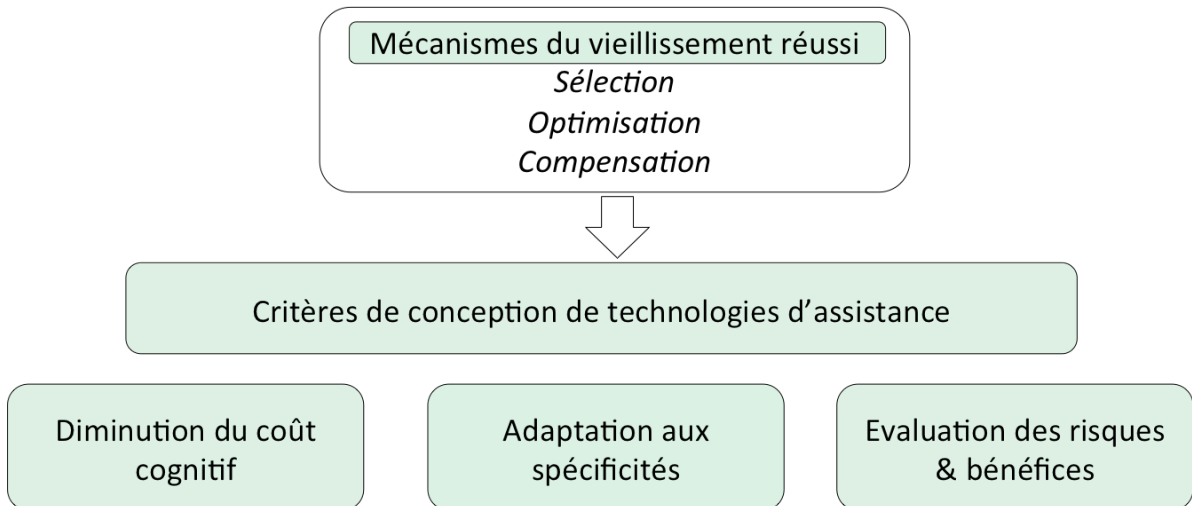 Mécanismes du vieillissement réussi
Sélection
Optimisation
Compensation
Critères de conception de technologies d’assistance
Diminution du coût
cognitif
Adaptation aux
spécificités
Evaluation des risques
& bénéfices